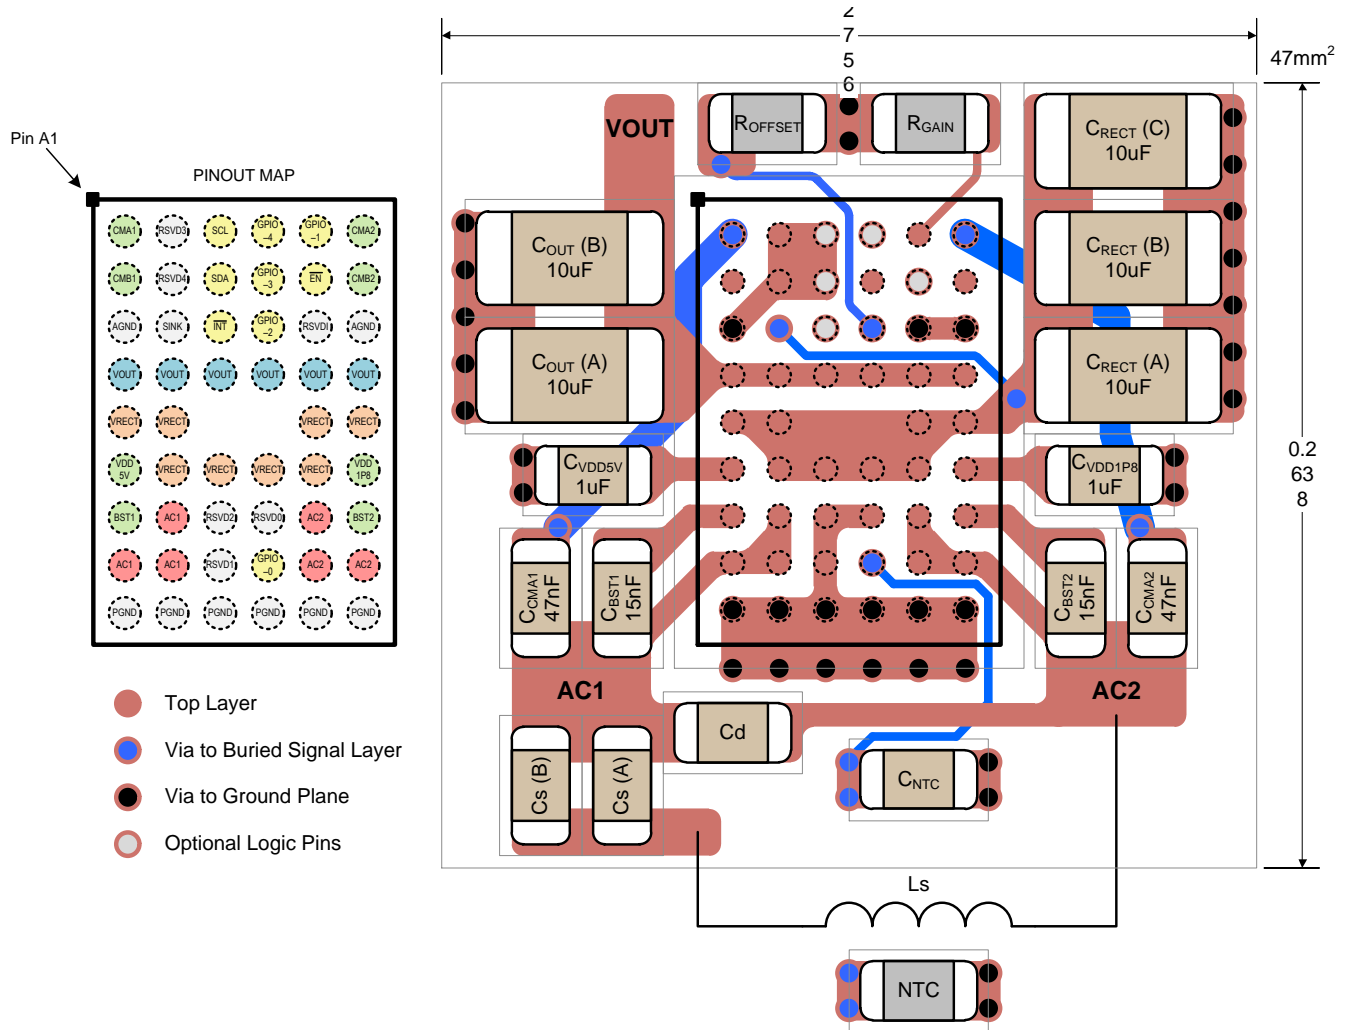 2
7
5
6
47mm2
Pin A1
PINOUT MAP
CMA1 RSVD3 SCL GPIO–4 GPIO–1 CMA2
CMB1 RSVD4 SDA GPIO–3 EN CMB2
AGND SINK INT GPIO–2 RSVDI AGND
VOUT VOUT VOUT VOUT VOUT VOUT
VRECT VRECT VRECT VRECT
VDD5V VRECT VRECT VRECT VRECT VDD1P8
BST1 AC1 RSVD2 RSVD0 AC2 BST2
AC1 AC1 RSVD1 GPIO–0 AC2 AC2
PGND PGND PGND PGND PGND PGND
Top Layer
Via to Buried Signal Layer
Via to Ground Plane
Optional Logic Pins
VOUT
ROFFSET
RGAIN
CRECT (C)
10uF
COUT (B)
10uF
CRECT (B)
10uF
COUT (A)
10uF
CRECT (A)
10uF
CVDD5V
1uF
CVDD1P8
1uF
0.2
63
8
CCMA1
47nF
CBST1
15nF
CBST2
15nF
CCMA2
47nF
AC1
AC2
Cd
Cs (B)
Cs (A)
CNTC
Ls
NTC